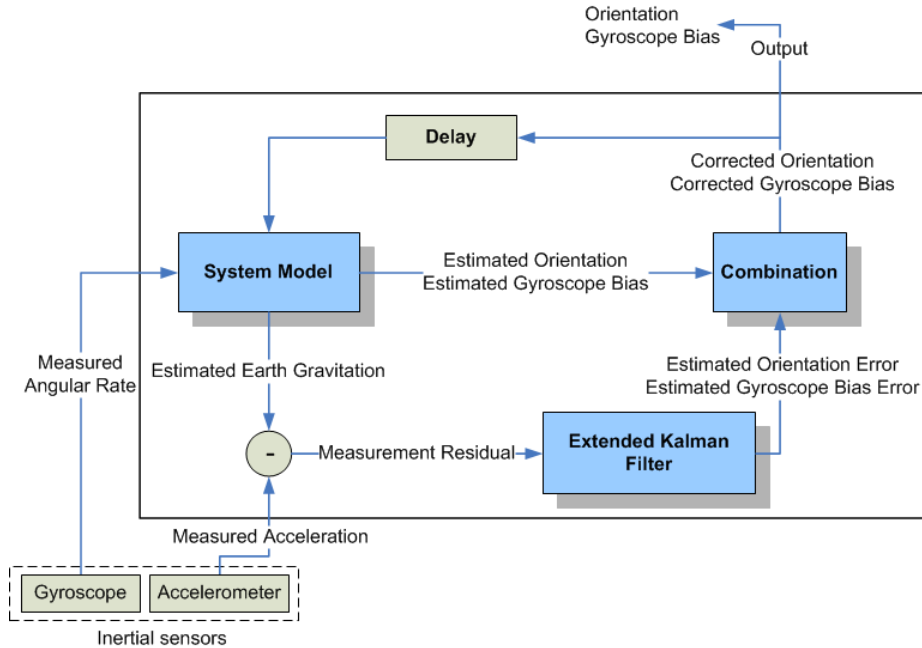 Orientation
Gyroscope Bias
Output
Delay
Corrected Orientation
Corrected Gyroscope Bias
System Model
Estimated Orientation
Estimated Gyroscope Bias
Combination
Measured
Angular Rate
Estimated Earth Gravitation
Estimated Orientation Error
Estimated Gyroscope Bias Error
-
Measurement Residual
Extended Kalman
Filter
Measured Acceleration
Gyroscope
Accelerometer
Inertial sensors